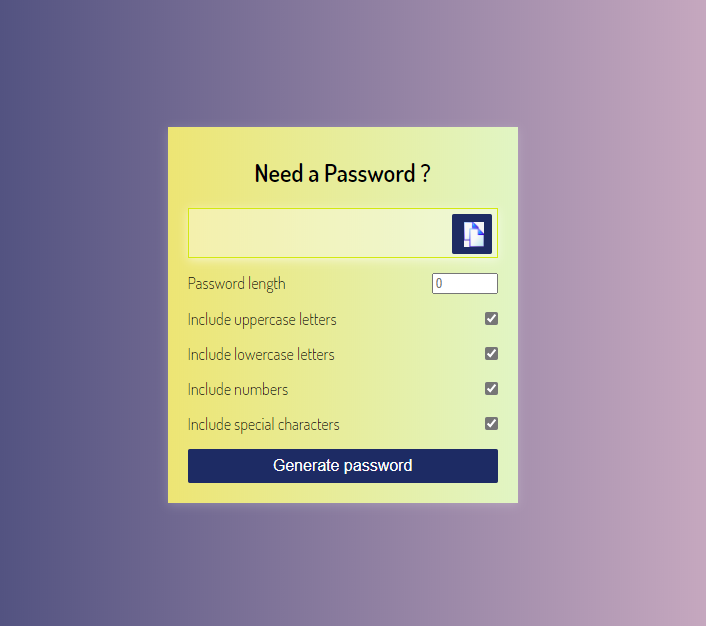 Need a Password ?
Password length
0
Include uppercase letters
Include lowercase letters
Include numbers
Include special characters
Generate password